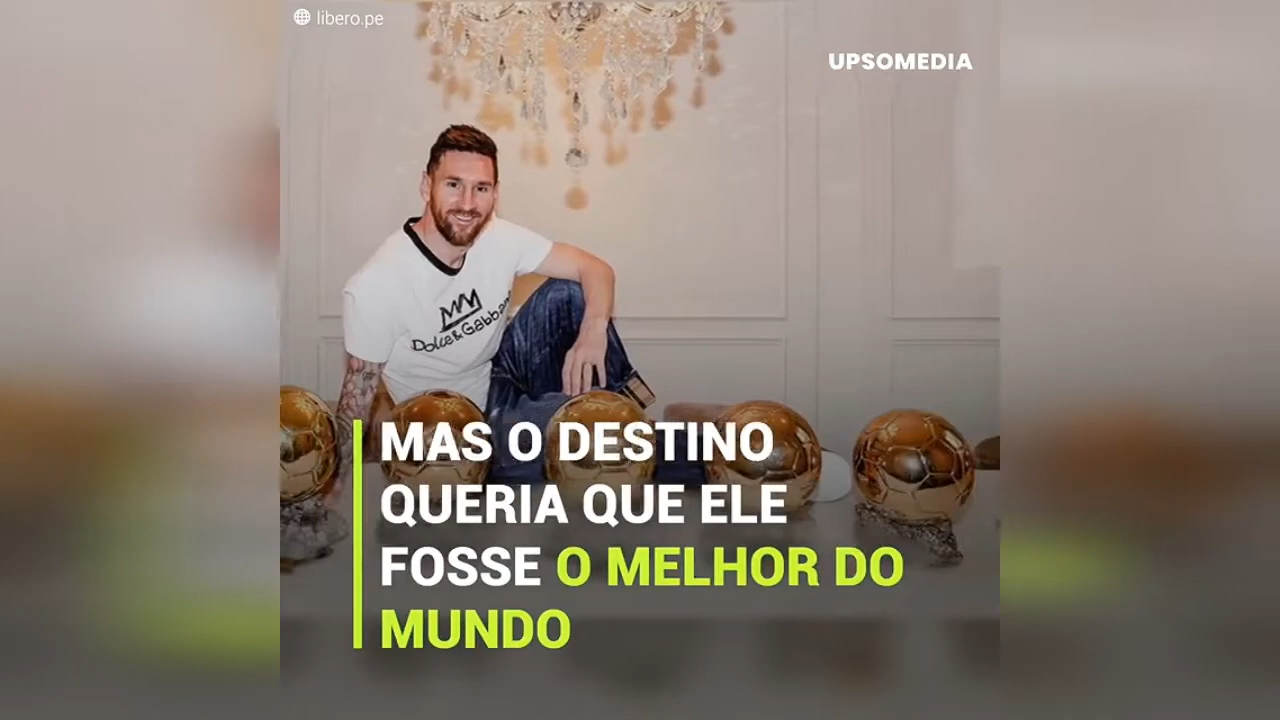 libero.pe
UPSOMEDIA
Dolce&Gabbana
MAS O DESTINO
QUERIA QUE ELE
FOSSE O MELHOR DO
MUNDO